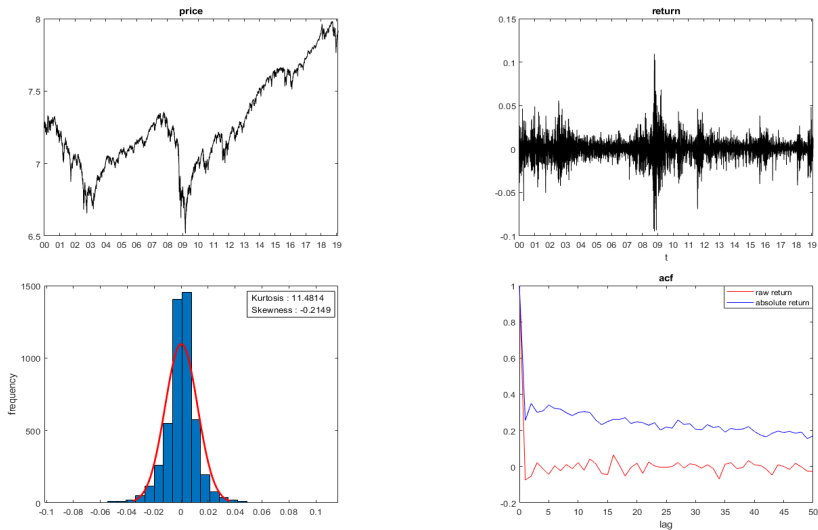 price
8
7.5
7
6.5
00 01 02 03 04 05 06 07 08 09 10 11 12 13 14 15 16 17 18 19
return
0.15
0.1
0.05
0
-0.05
-0.1
00 01 02 03 04 05 06 07 08 09 10 11 12 13 14 15 16 17 18 19
t
Kurtosis : 11.4814
Skewness : -0.2149
1500
1000
500
0
frequency
-0.1 -0.08 -0.06 -0.04 -0.02 0 0.02 0.04 0.06 0.08 0.1
acf
raw return
absolute return
1
0.8
0.6
0.4
0.2
0
-0.2
0 5 10 15 20 25 30 35 40 45 50
lag